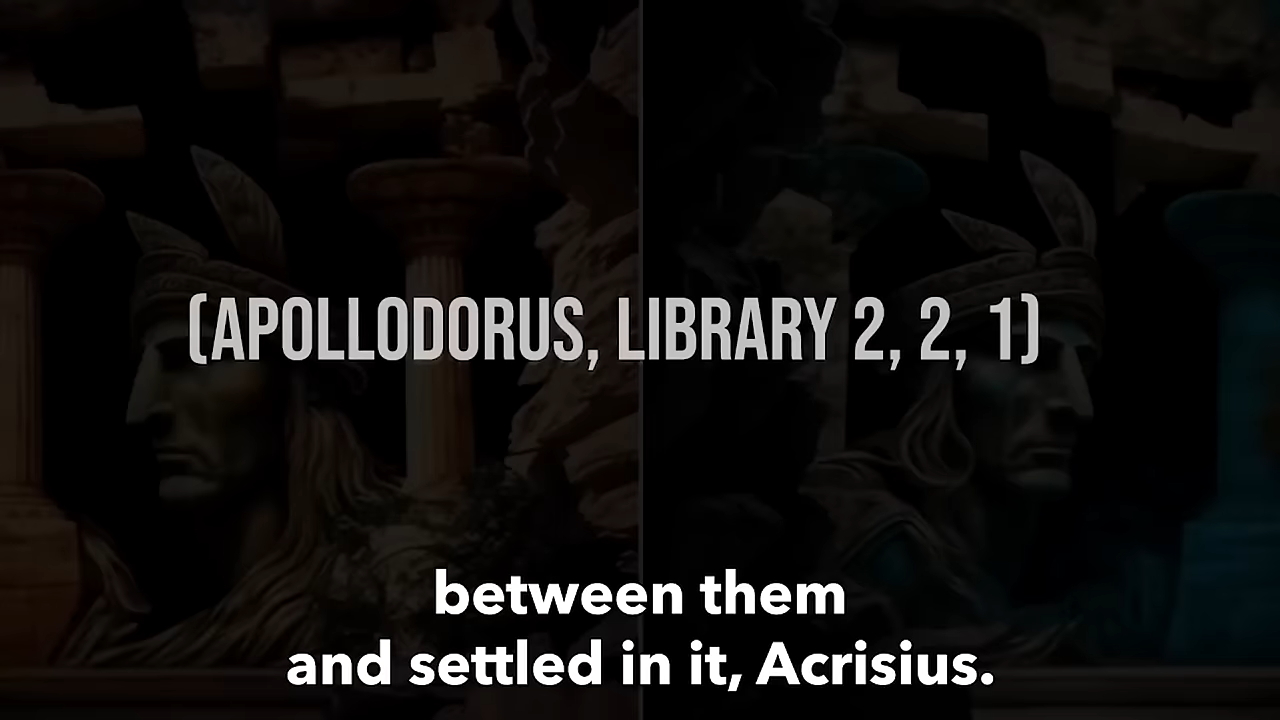 (APOLLODORUS, LIBRARY 2, 2, 1)
between them
and settled in it, Acrisius.